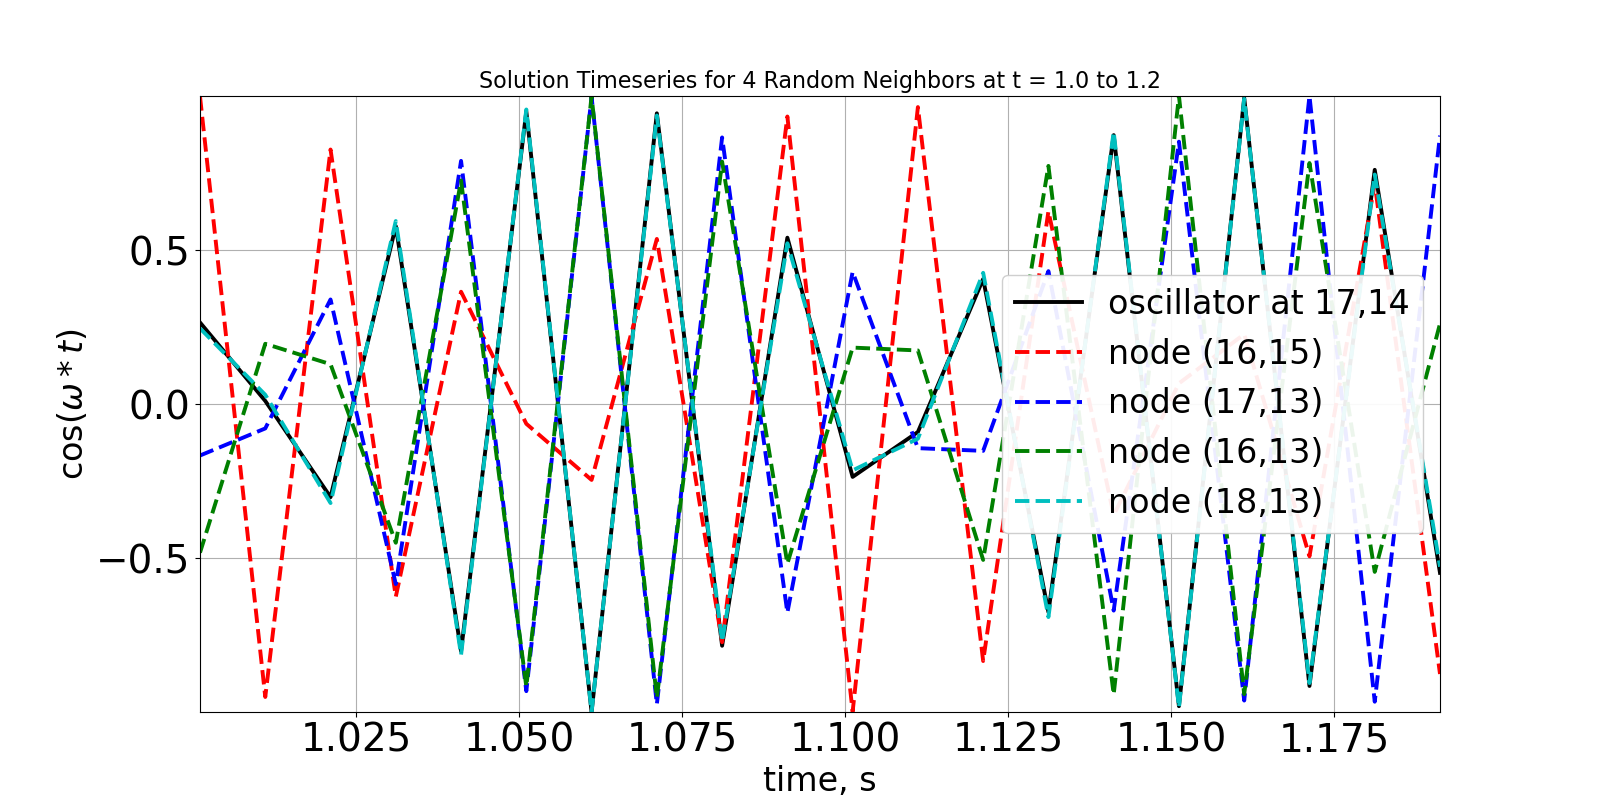 Solution Timeseries for 4 Random Neighbors at t = 1.0 to 1.2
cos(ω * t)
0.5
0.0
−0.5
oscillator at 17,14
node (16,15)
node (17,13)
node (16,13)
node (18,13)
1.025 1.050 1.075 1.100 1.125 1.150 1.175
time, s